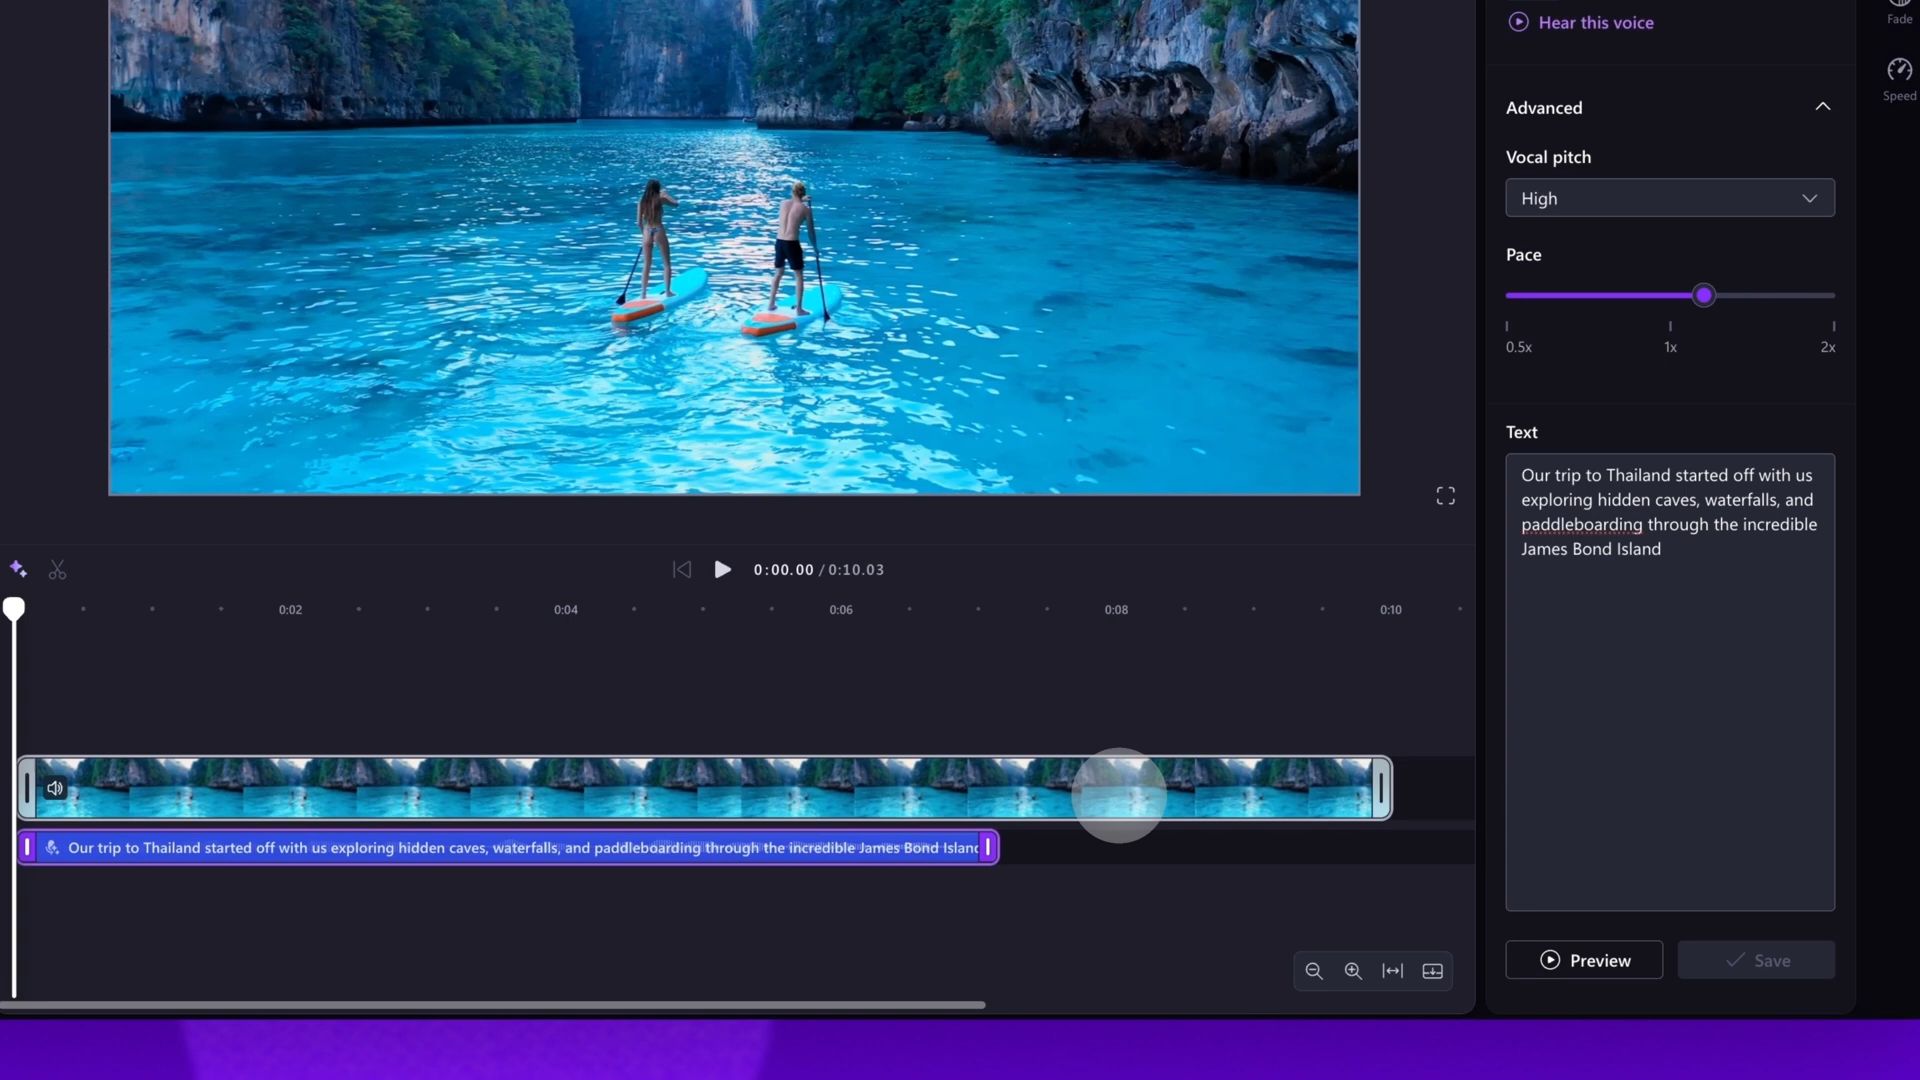 Hear this voice
Fade
Speed
Advanced
Vocal pitch
High
Pace
0.5x 1x 2x
Text
Our trip to Thailand started off with us
exploring hidden caves, waterfalls, and
paddleboarding through the incredible
James Bond Island
Preview
Save
0:00.00 / 0:10.03
0:02 0:04 0:06 0:08 0:10
Our trip to Thailand started off with us exploring hidden caves, waterfalls, and paddleboarding through the incredible James Bond Island